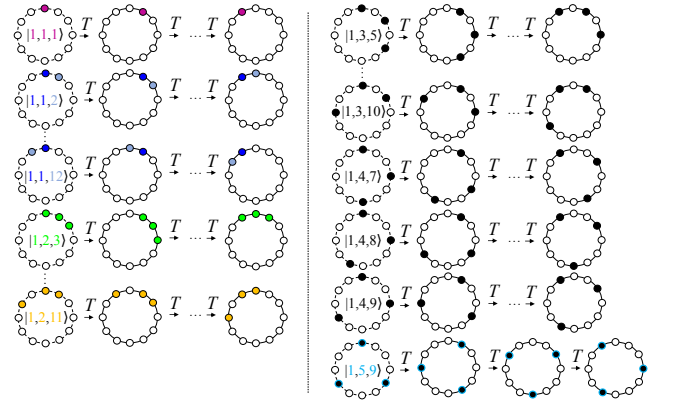 |1,1,1⟩ T T ... T
|1,1,2⟩ T T ... T
|1,1,12⟩ T T ... T
|1,2,3⟩ T T ... T
|1,2,11⟩ T T ... T
|1,3,5⟩ T T ... T
|1,3,10⟩ T T ... T
|1,4,7⟩ T T ... T
|1,4,8⟩ T T ... T
|1,4,9⟩ T T ... T
|1,5,9⟩ T T T